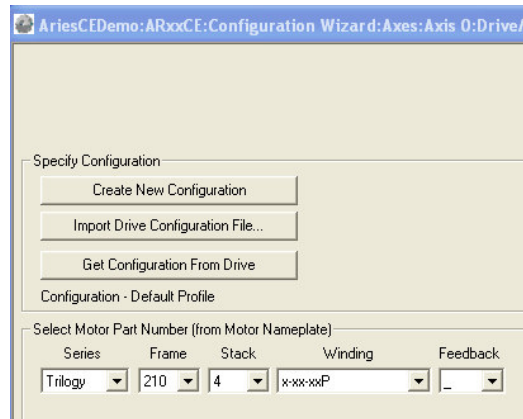 AriesCEDemo:ARxxCE:Configuration Wizard:Axes:Axis 0:Drive/
Specify Configuration
Create New Configuration
Import Drive Configuration File...
Get Configuration From Drive
Configuration - Default Profile
Select Motor Part Number (from Motor Nameplate)
Series Frame Stack Winding Feedback
Trilogy 210 4 x-xx-xxP _